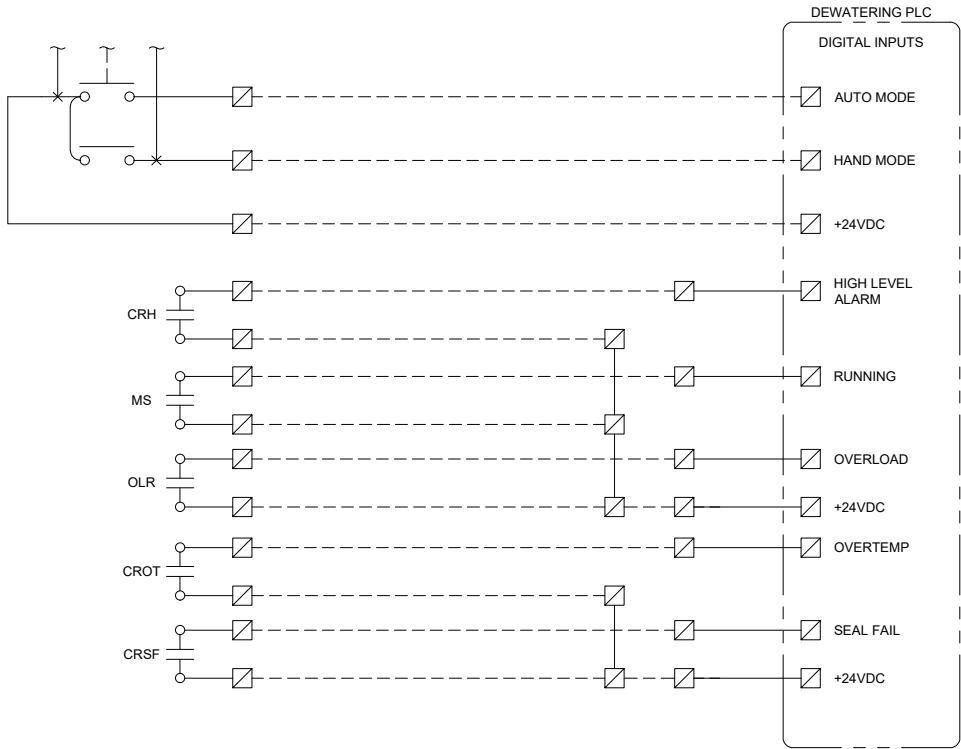 DEWATERING PLC
DIGITAL INPUTS
AUTO MODE
HAND MODE
+24VDC
HIGH LEVEL
ALARM
CRH
RUNNING
MS
OVERLOAD
OLR
+24VDC
OVERTEMP
CROT
SEAL FAIL
CRSF
+24VDC